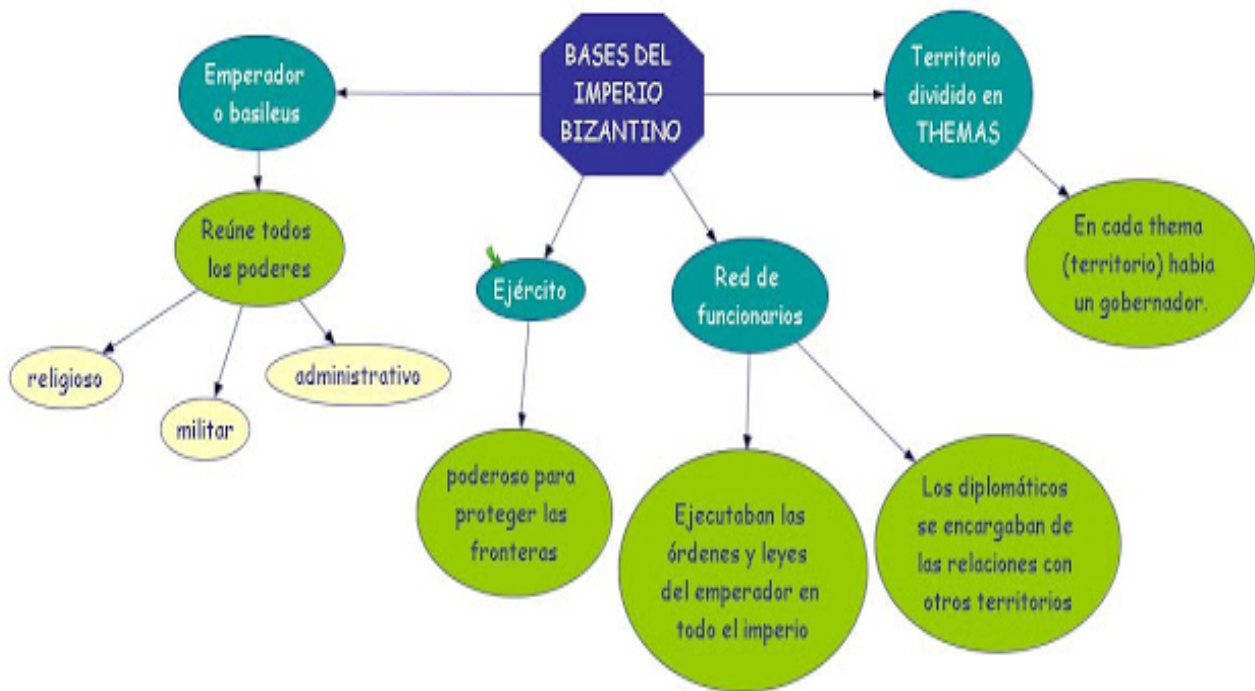 BASES DEL
IMPERIO
BIZANTINO
Emperador
o basileus
Territorio
dividido en
THEMAS
Reúne todos
los poderes
En cada thema
(territorio) habia
un gobernador.
Ejército
Red de
funcionarios
religioso
militar
administrativo
poderoso para
proteger las
fronteras
Ejecutaban las
órdenes y leyes
del emperador en
todo el imperio
Los diplomáticos
se encargaban de
las relaciones con
otros territorios